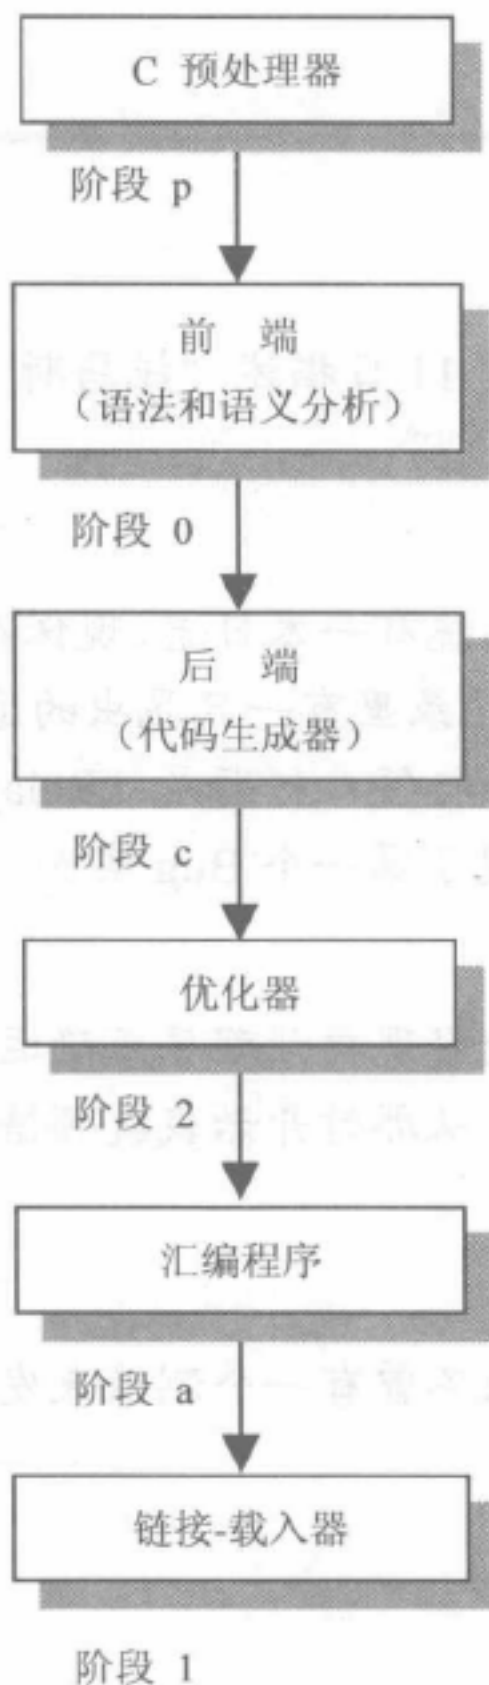 C 预处理器
阶段 p
前 端
(语法和语义分析)
阶段 0
后 端
(代码生成器)
阶段 c
优化器
阶段 2
汇编程序
阶段 a
链接-载入器
阶段 1